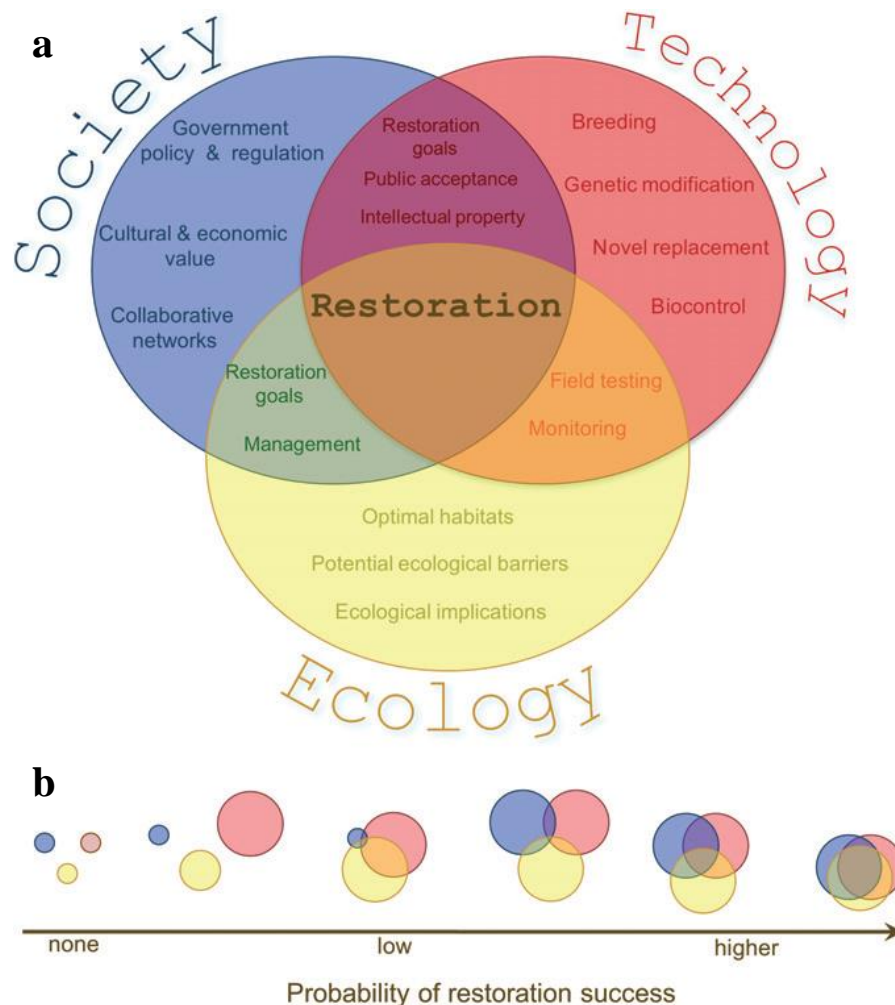 a
Society
Technology
Government
policy & regulation
Cultural & economic
value
Collaborative
networks
Restoration
goals
Public acceptance
Intellectual property
Breeding
Genetic modification
Novel replacement
Biocontrol
Restoration
Restoration
goals
Management
Field testing
Monitoring
Optimal habitats
Potential ecological barriers
Ecological implications
Ecology
b
none
low
higher
Probability of restoration success